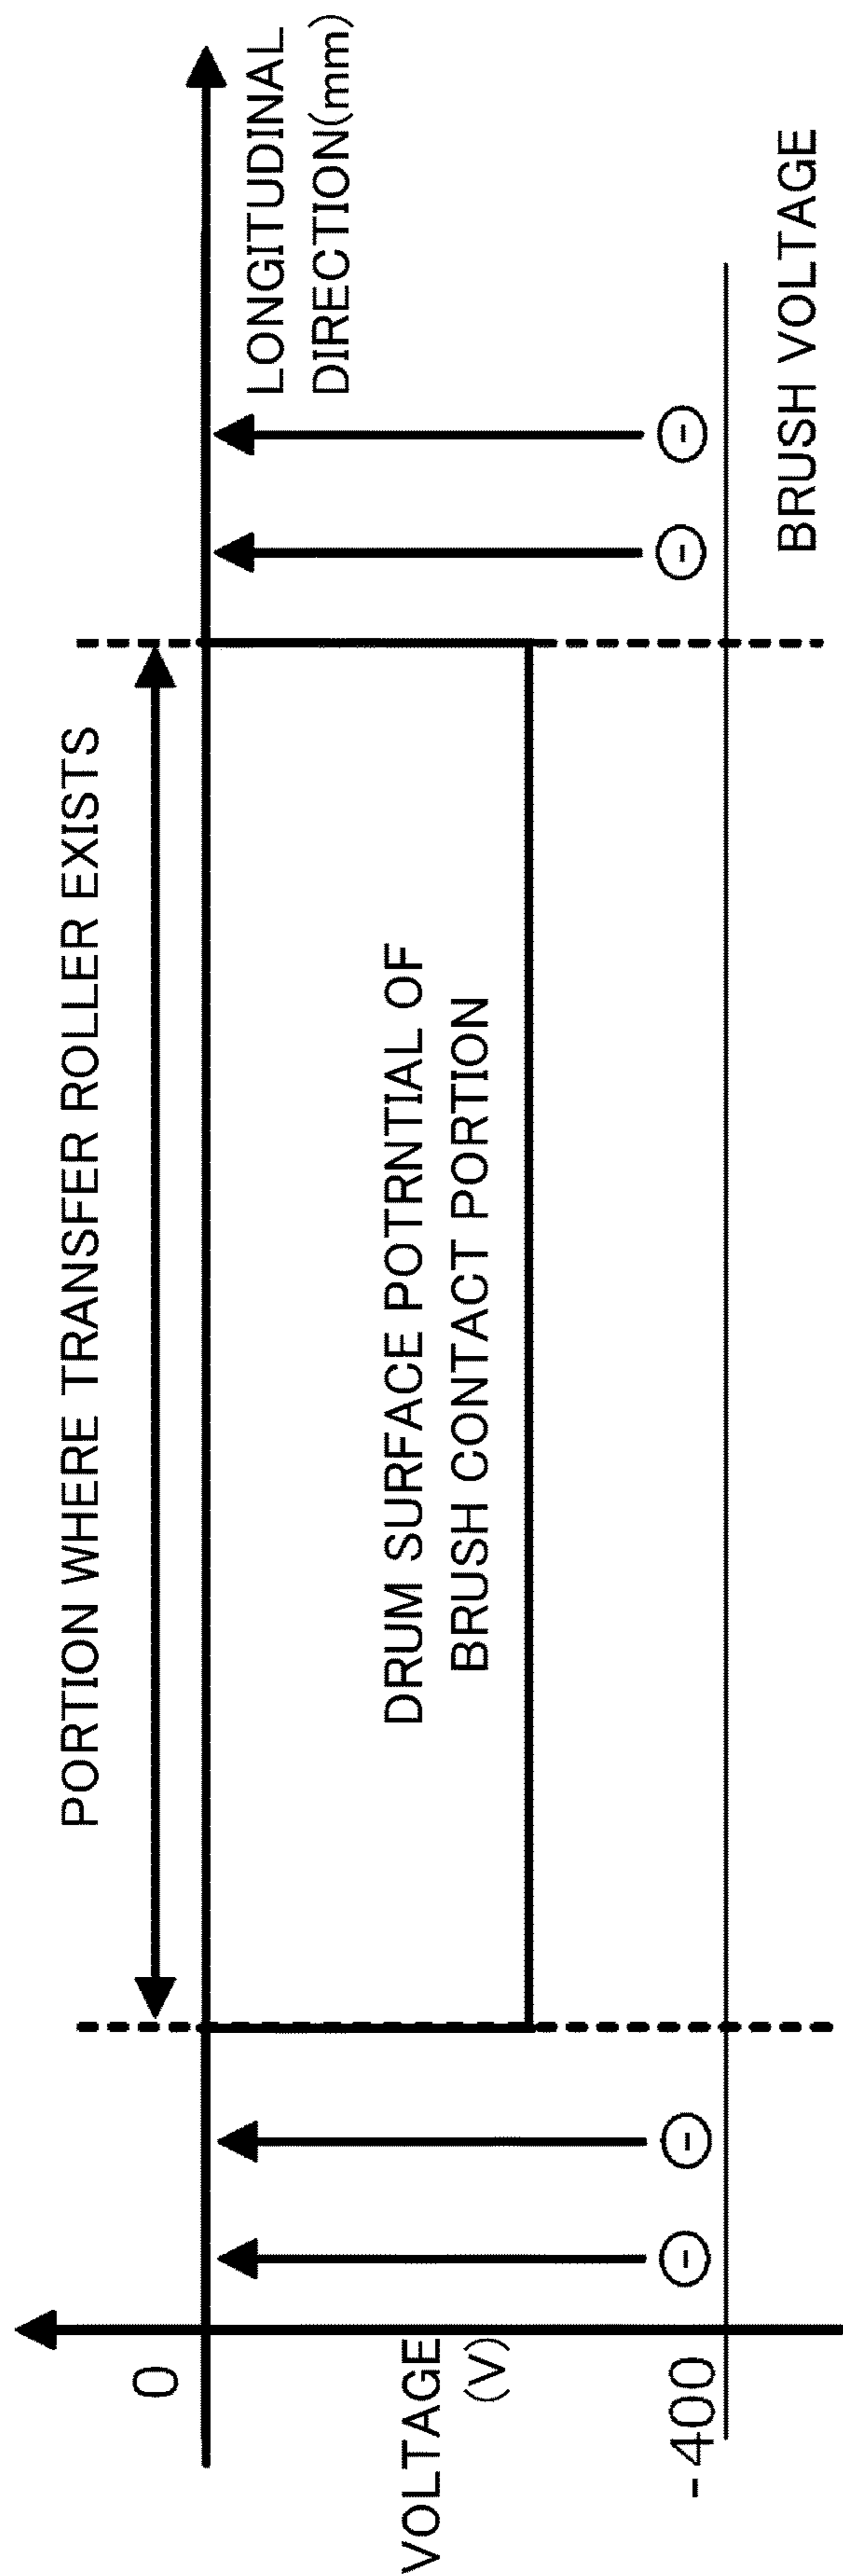 PORTION WHERE TRANSFER ROLLER EXISTS
0
LONGITUDINAL
DIRECTION(mm)
VOLTAGE
(V)
DRUM SURFACE POTRNTIAL OF
BRUSH CONTACT PORTION
- - - -
-400
BRUSH VOLTAGE